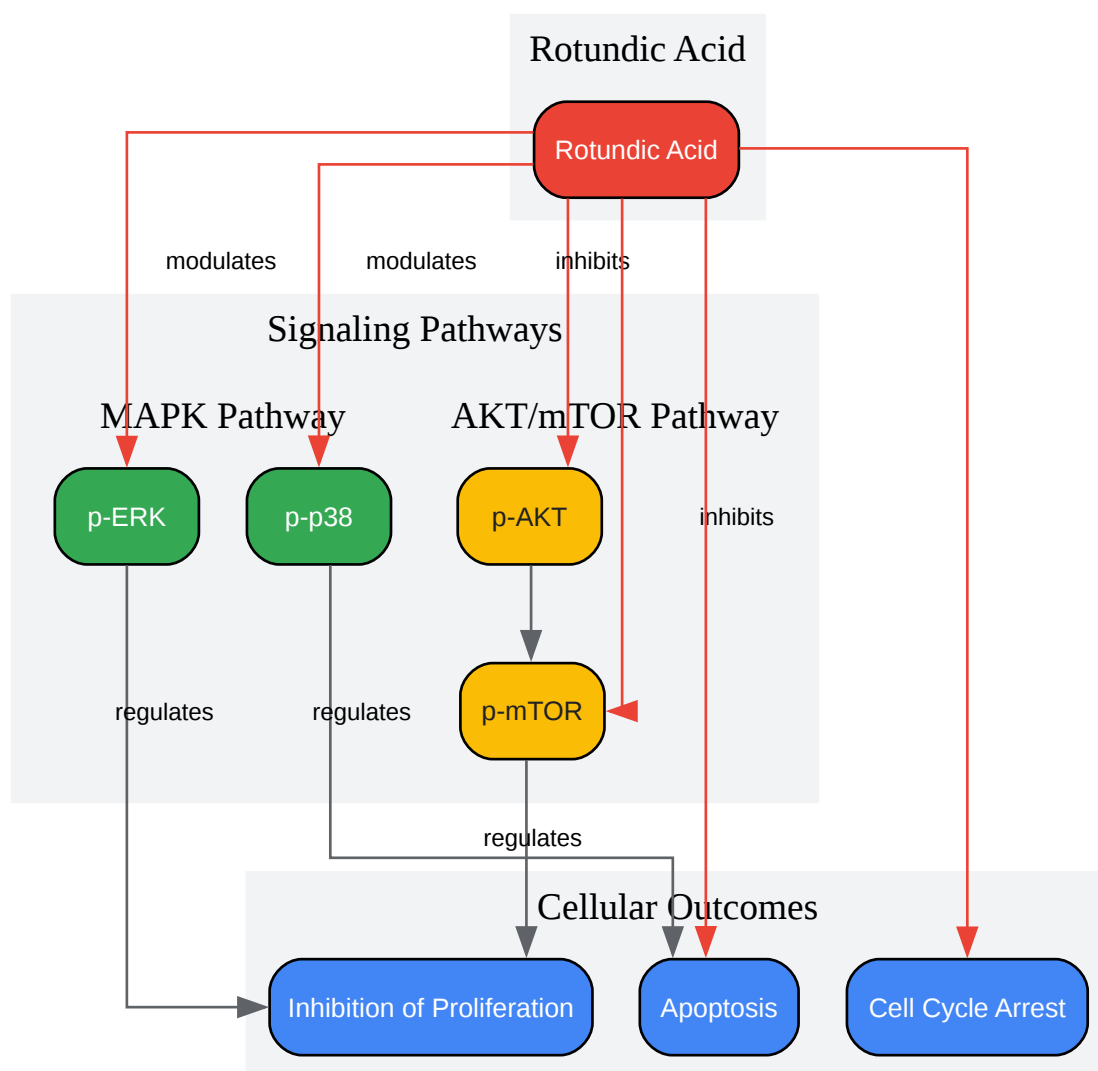 Rotundic Acid
Rotundic Acid
modulates
modulates
inhibits
Signaling Pathways
MAPK Pathway
AKT/mTOR Pathway
p-ERK
p-p38
p-AKT
inhibits
p-mTOR
regulates
regulates
regulates
Cellular Outcomes
Inhibition of Proliferation
Apoptosis
Cell Cycle Arrest